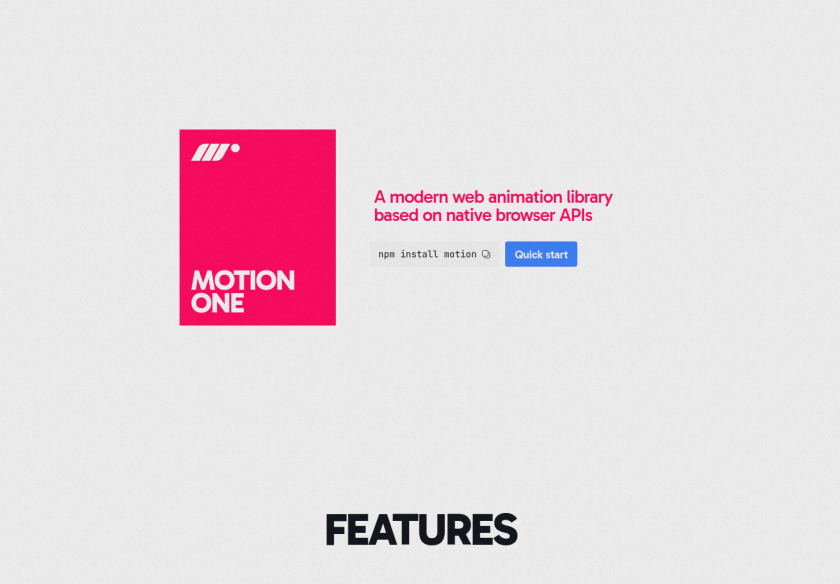 MOTION
ONE
A modern web animation library
based on native browser APIs
npm install motion
Quick start
FEATURES